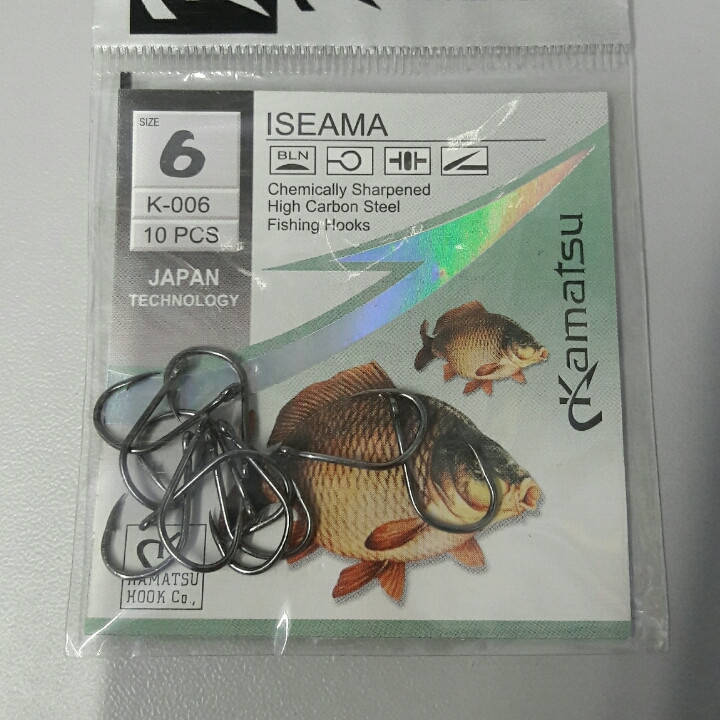 SIZE
6
K-006
10 PCS
JAPAN
TECHNOLOGY
ISEAMA
BLN
Chemically Sharpened
High Carbon Steel
Fishing Hooks
Kamatsu
KAMATSU
HOOK Co.,